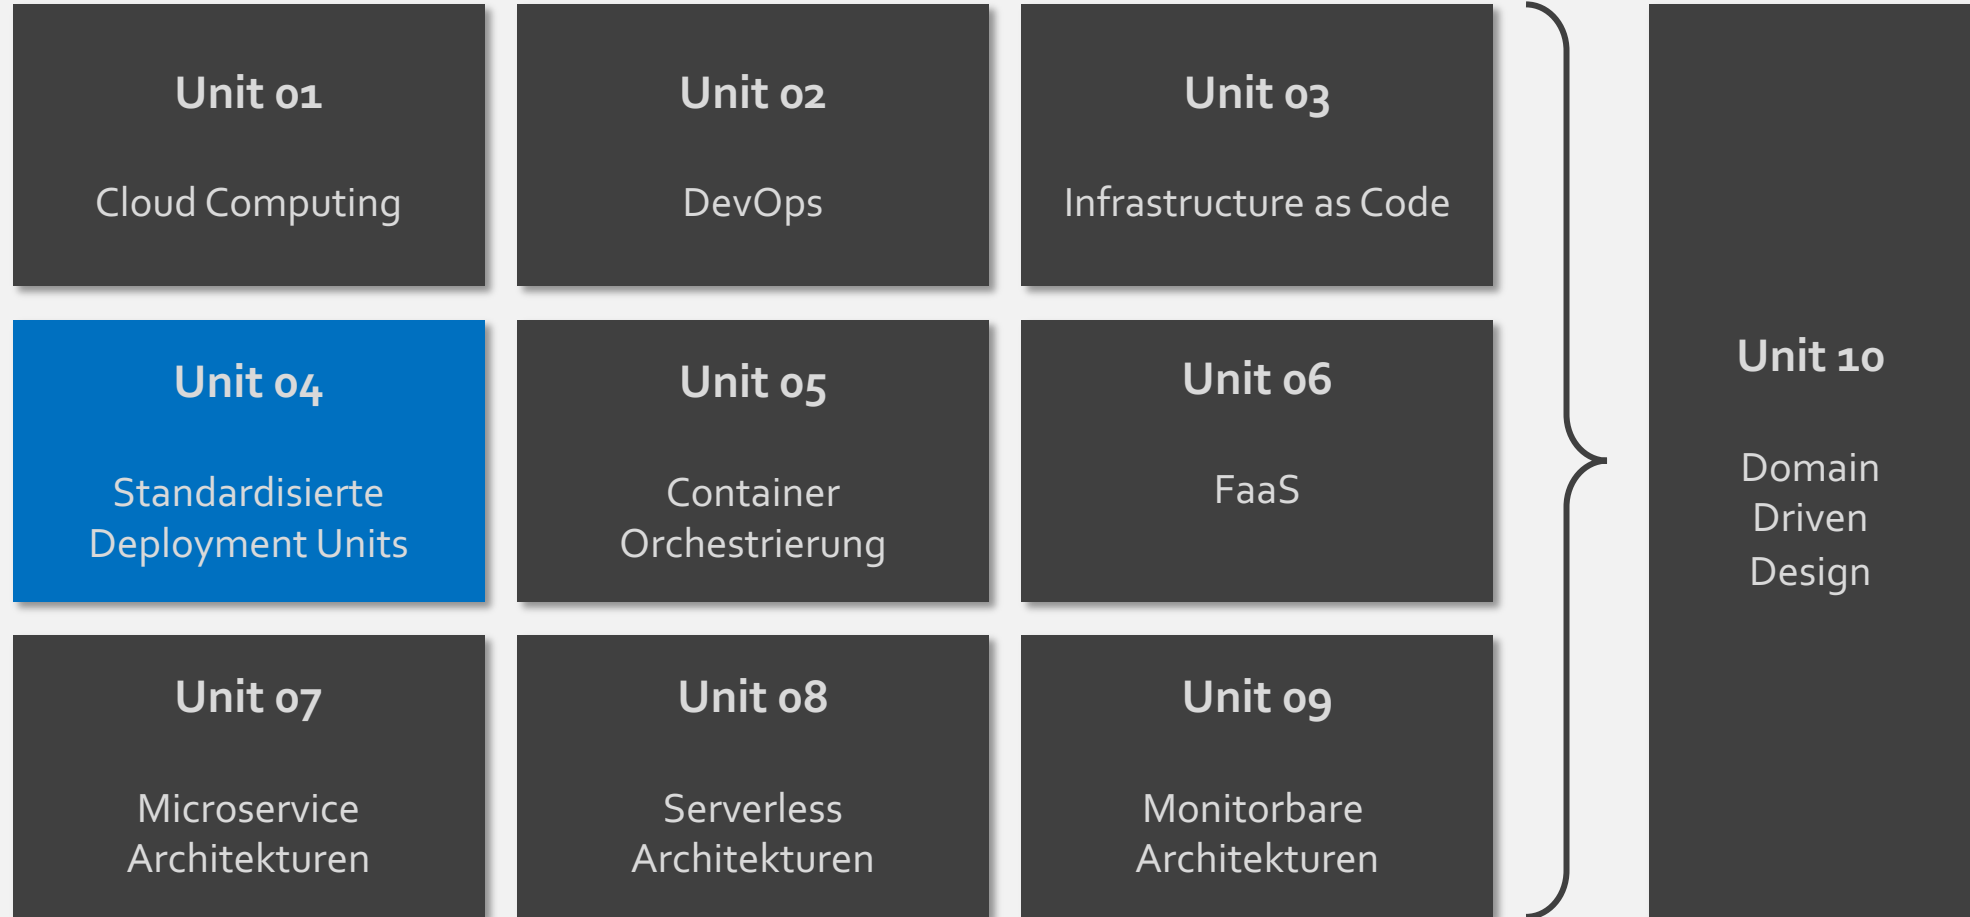 Unit 01
Cloud Computing
Unit 02
DevOps
Unit 03
Infrastructure as Code
Unit 04
Standardisierte
Deployment Units
Unit 05
Container
Orchestrierung
Unit 06
FaaS
Unit 07
Microservice
Architekturen
Unit 08
Serverless
Architekturen
Unit 09
Monitorbare
Architekturen
Unit 10
Domain
Driven
Design